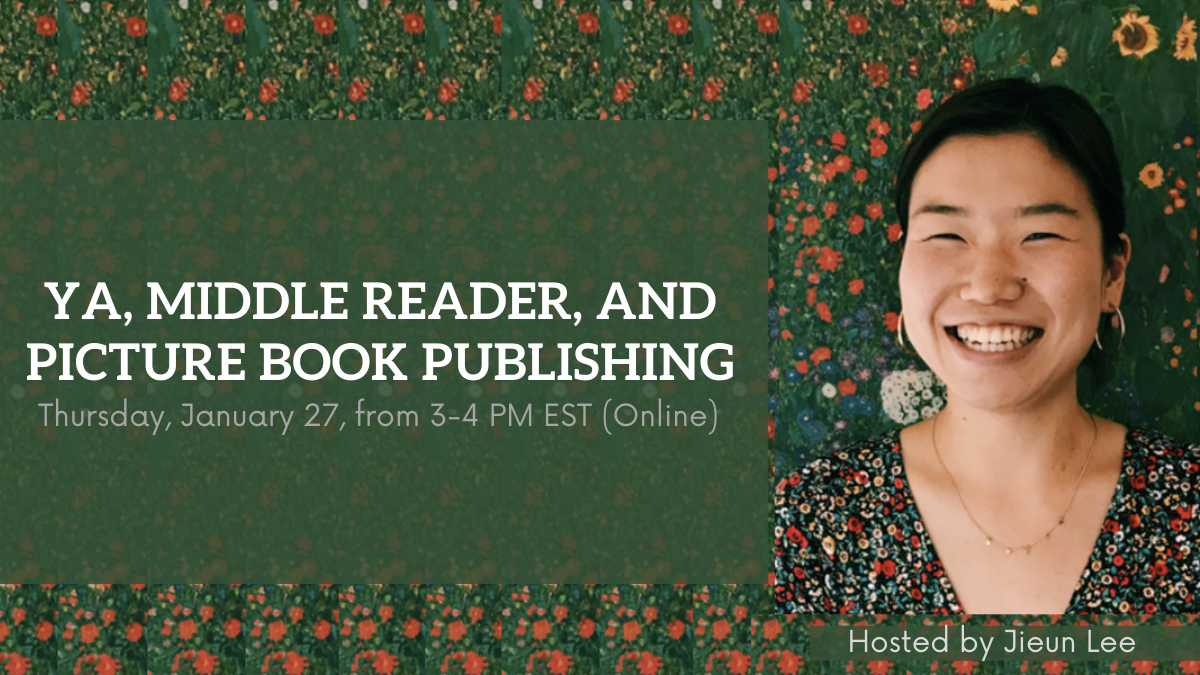 YA, MIDDLE READER, AND
PICTURE BOOK PUBLISHING
Thursday, January 27, from 3-4 PM EST (Online)
Hosted by Jieun Lee